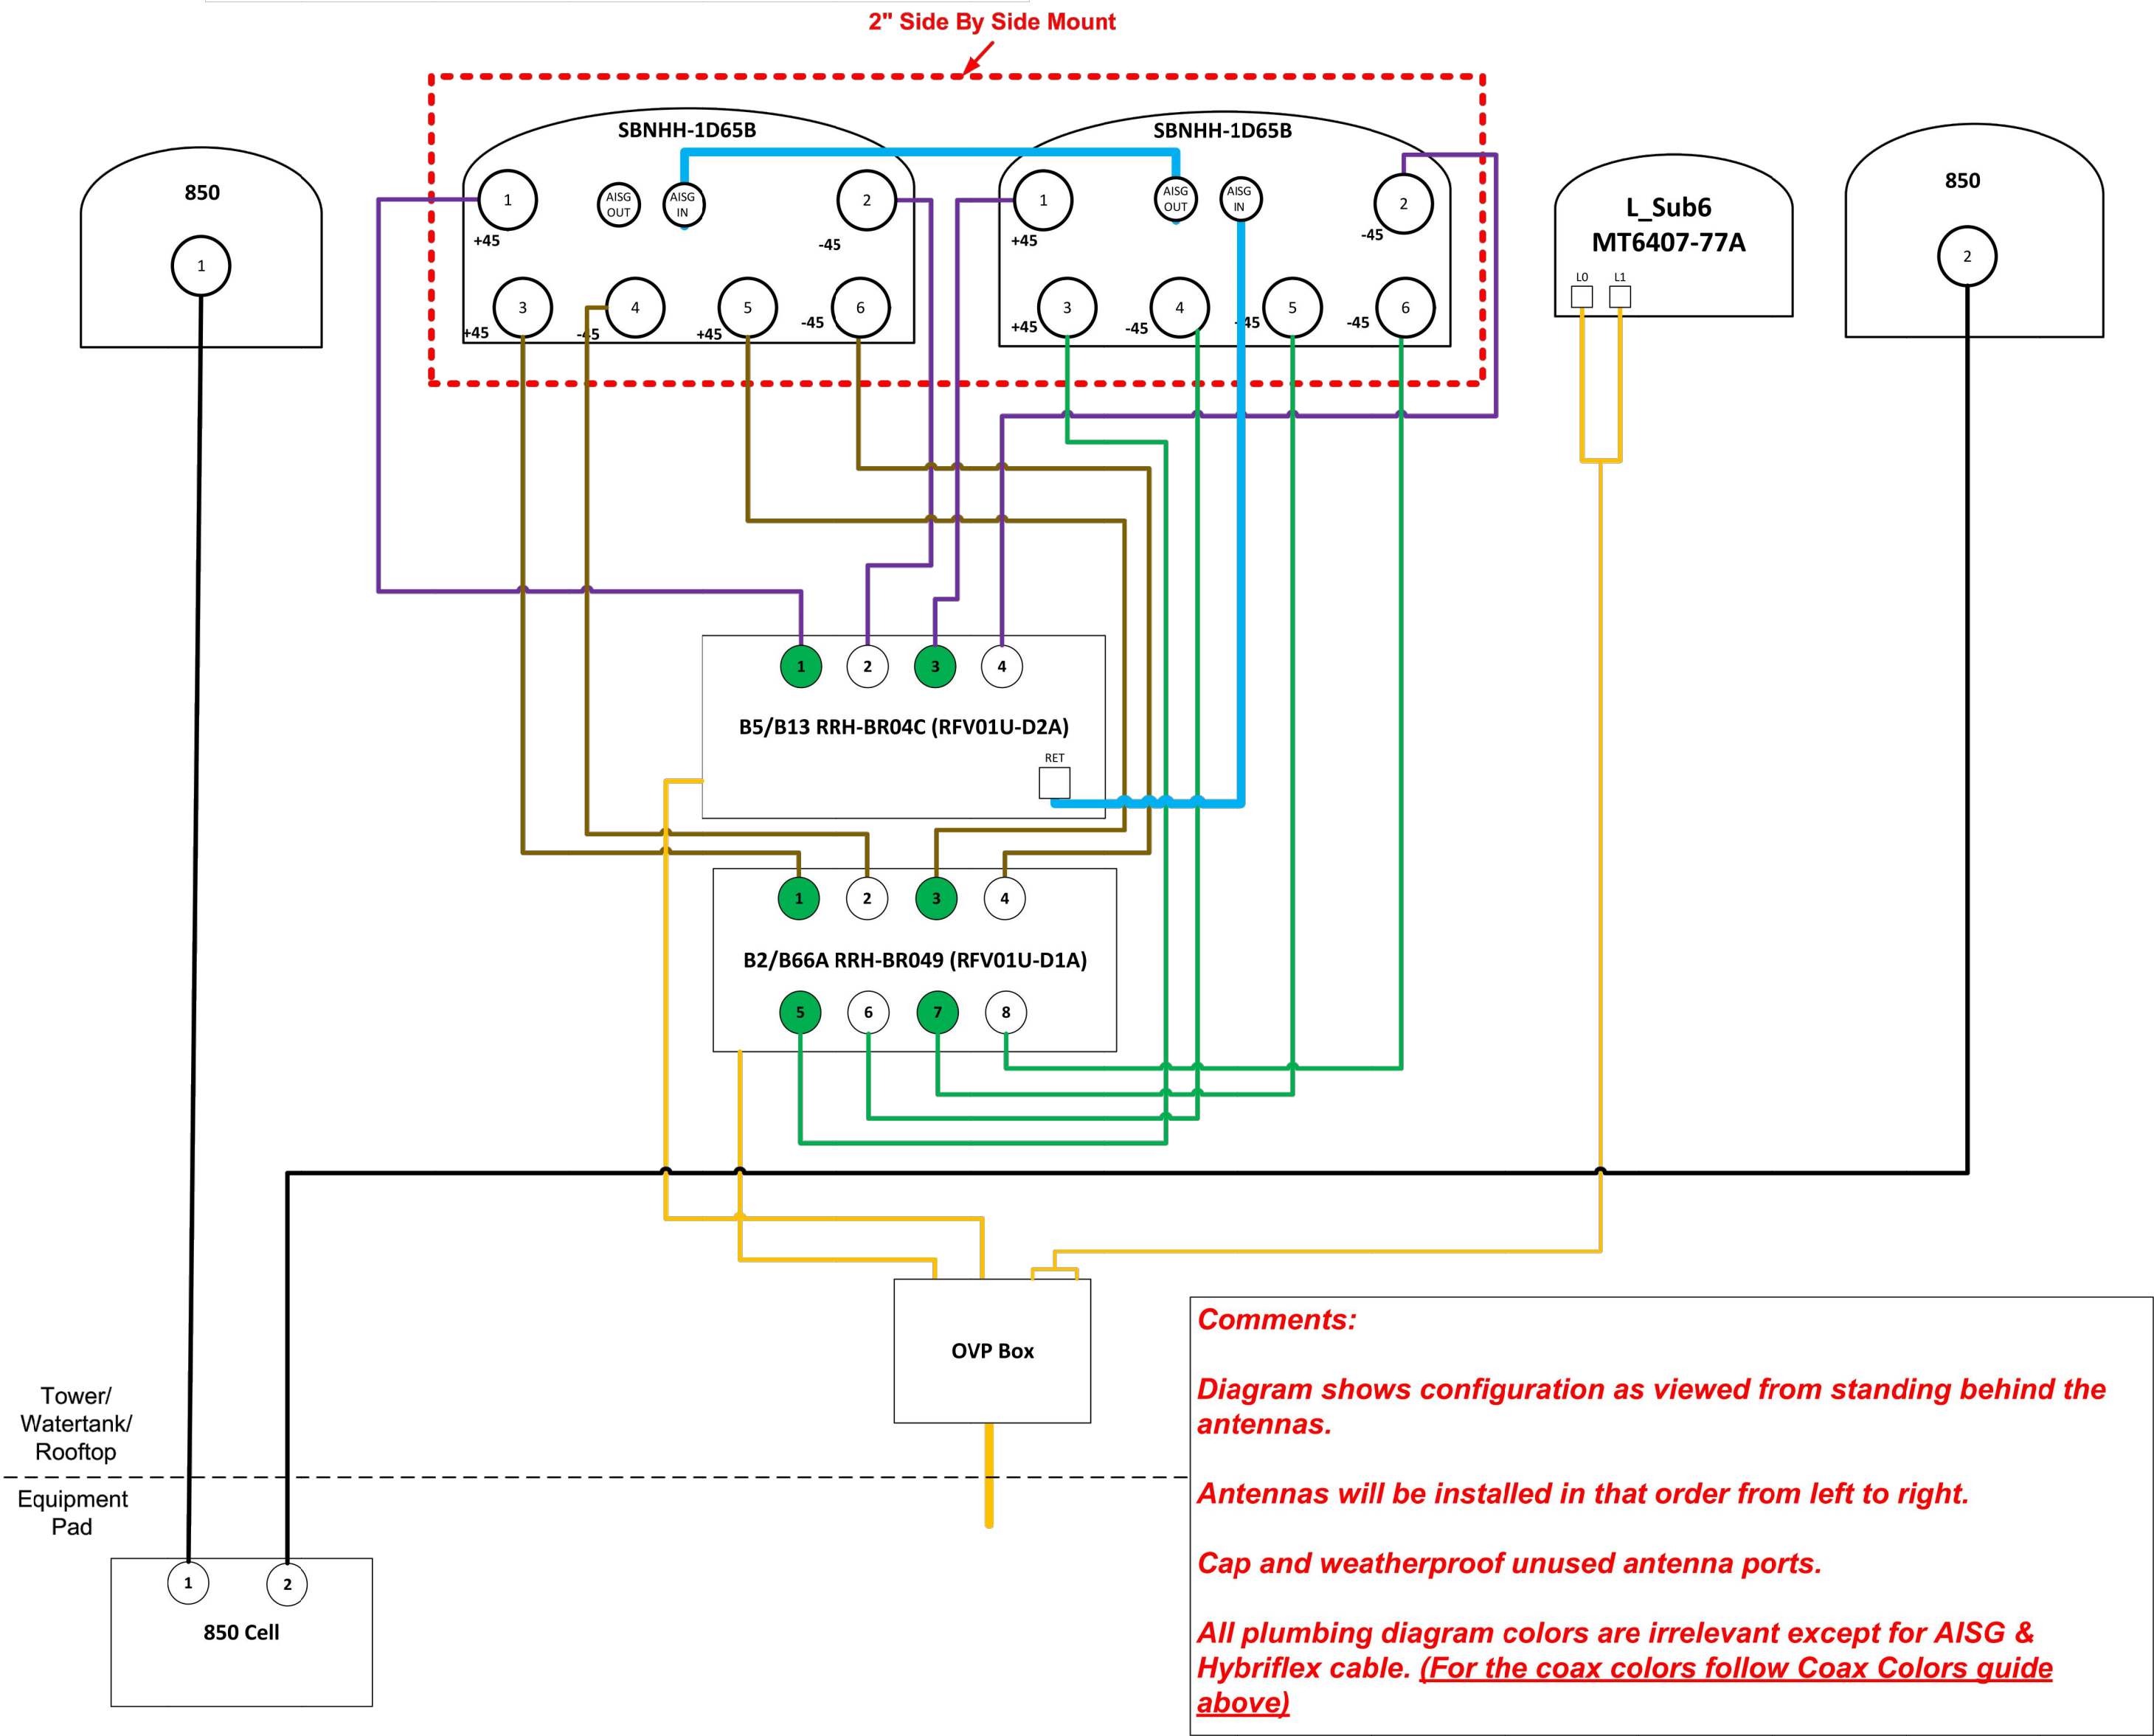 2" Side By Side Mount
850
1
SBNHH-1D65B
1
+45
AISG
OUT
AISG
IN
2
-45
3
+45
4
-45
5
+45
6
-45
SBNHH-1D65B
1
+45
AISG
OUT
AISG
IN
2
-45
3
+45
4
-45
5
45
6
-45
L_Sub6
MT6407-77A
L0
L1
850
2
1
2
3
4
B5/B13 RRH-BR04C (RFV01U-D2A)
RET
1
2
3
4
B2/B66A RRH-BR049 (RFV01U-D1A)
5
6
7
8
OVP Box
Tower/
Watertank/
Rooftop
Equipment
Pad
1
2
850 Cell
Comments:
Diagram shows configuration as viewed from standing behind the
antennas.
Antennas will be installed in that order from left to right.
Cap and weatherproof unused antenna ports.
All plumbing diagram colors are irrelevant except for AISG &
Hybriflex cable. (For the coax colors follow Coax Colors guide
above)